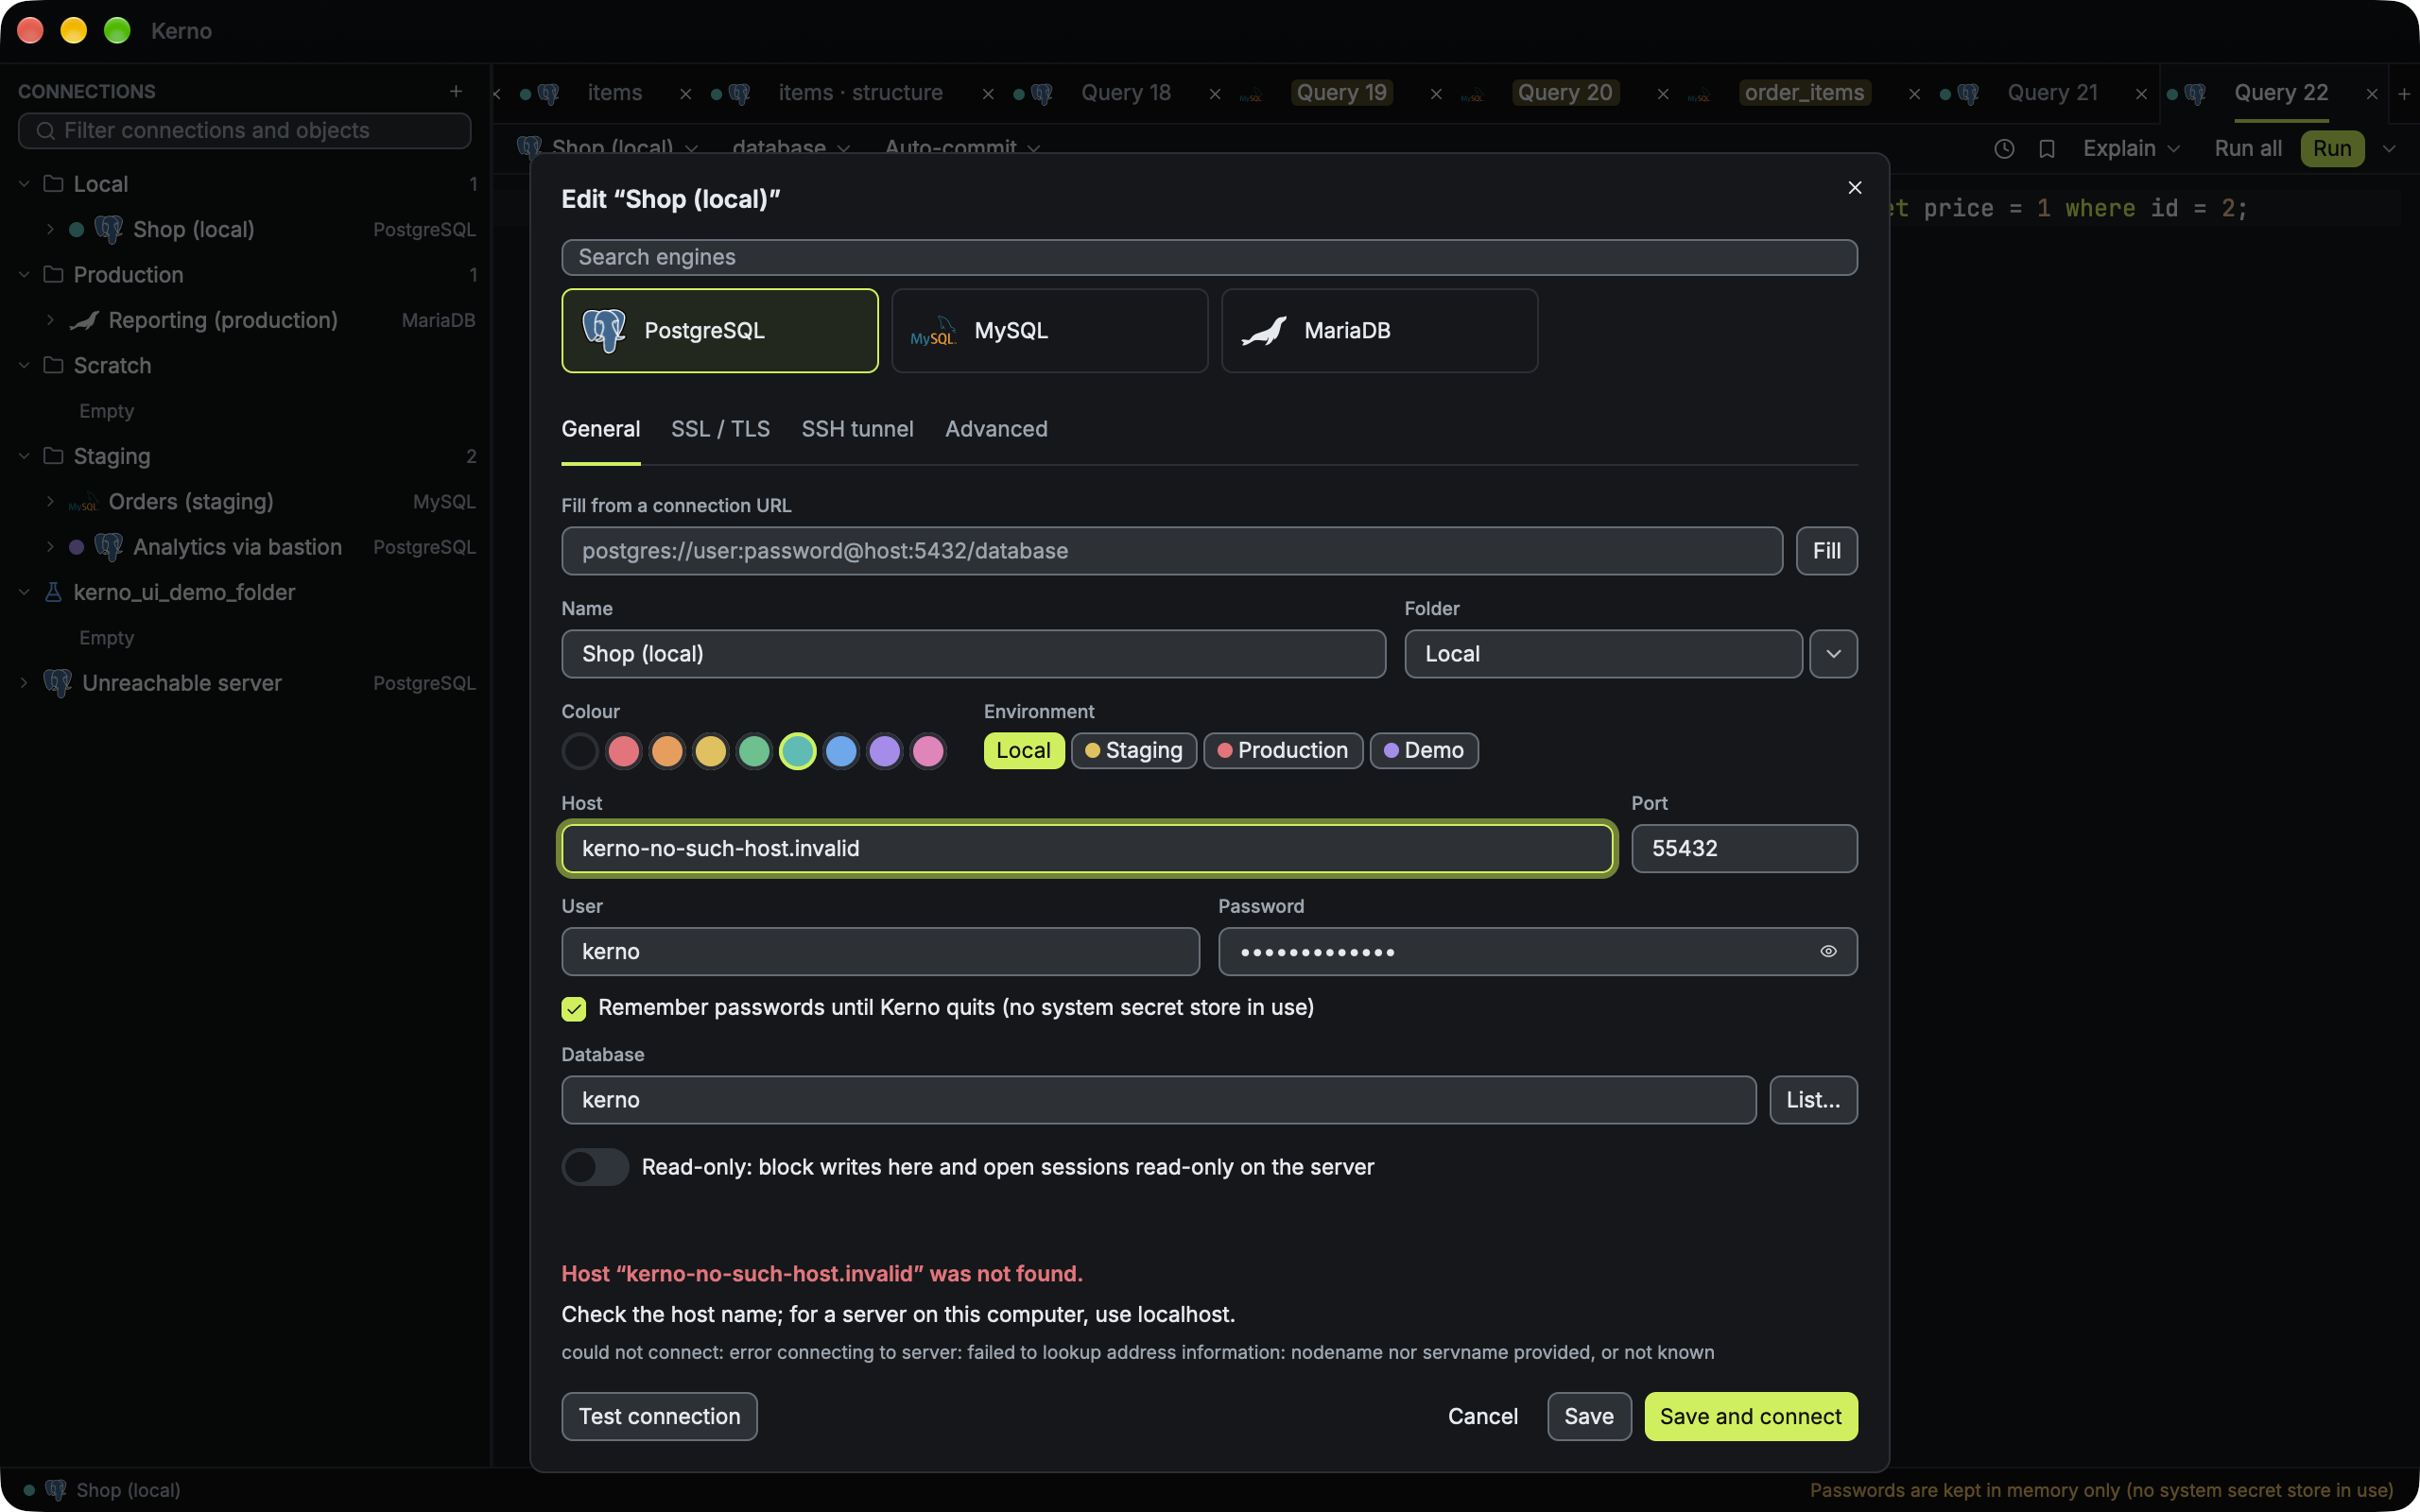 Kerno
CONNECTIONS
Filter connections and objects
Local 1
Shop (local) PostgreSQL
Production 1
Reporting (production) MariaDB
Scratch
Empty
Staging 2
MySQL Orders (staging) MySQL
Analytics via bastion PostgreSQL
kerno_ui_demo_folder
Empty
Unreachable server PostgreSQL
items items · structure Query 18 MySQL Query 19 MySQL Query 20 MySQL order_items Query 21 Query 22
Shop (local) database Auto-commit Explain Run all Run
price = 1 where id = 2;
Edit “Shop (local)”
Search engines
PostgreSQL MySQL MySQL MariaDB
General SSL / TLS SSH tunnel Advanced
Fill from a connection URL
postgres://user:password@host:5432/database Fill
Name Folder
Shop (local) Local
Colour Environment
Local Staging Production Demo
Host Port
kerno-no-such-host.invalid 55432
User Password
kerno •••••••••••••
Remember passwords until Kerno quits (no system secret store in use)
Database
kerno List...
Read-only: block writes here and open sessions read-only on the server
Host “kerno-no-such-host.invalid” was not found.
Check the host name; for a server on this computer, use localhost.
could not connect: error connecting to server: failed to lookup address information: nodename nor servname provided, or not known
Test connection Cancel Save Save and connect
Shop (local) Passwords are kept in memory only (no system secret store in use)